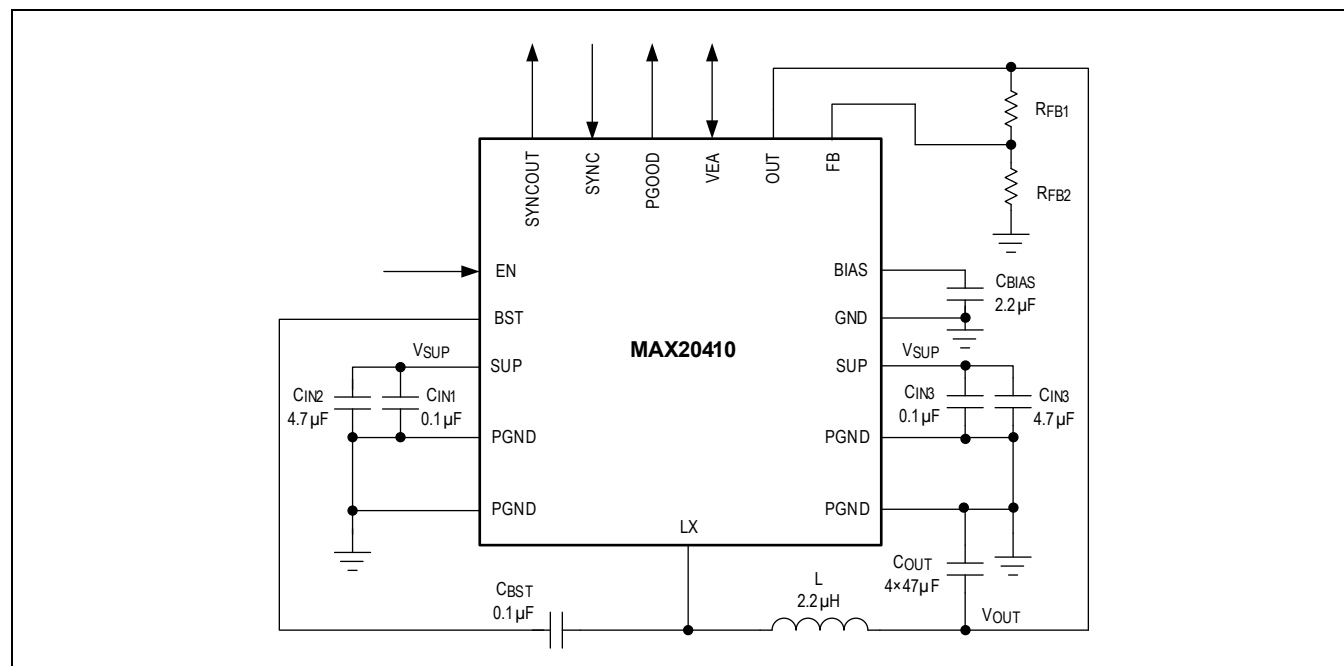 SYNCOUT
SYNC
PGOOD
VEA
OUT
FB
RFB1
RFB2
EN
BST
VSUP
SUP
CIN2
4.7µF
CIN1
0.1µF
PGND
PGND
MAX20410
BIAS
CBIAS
2.2µF
GND
VSUP
SUP
CIN3
0.1µF
CIN3
4.7µF
PGND
PGND
LX
COUT
4×47µF
CBST
0.1µF
L
2.2µH
VOUT